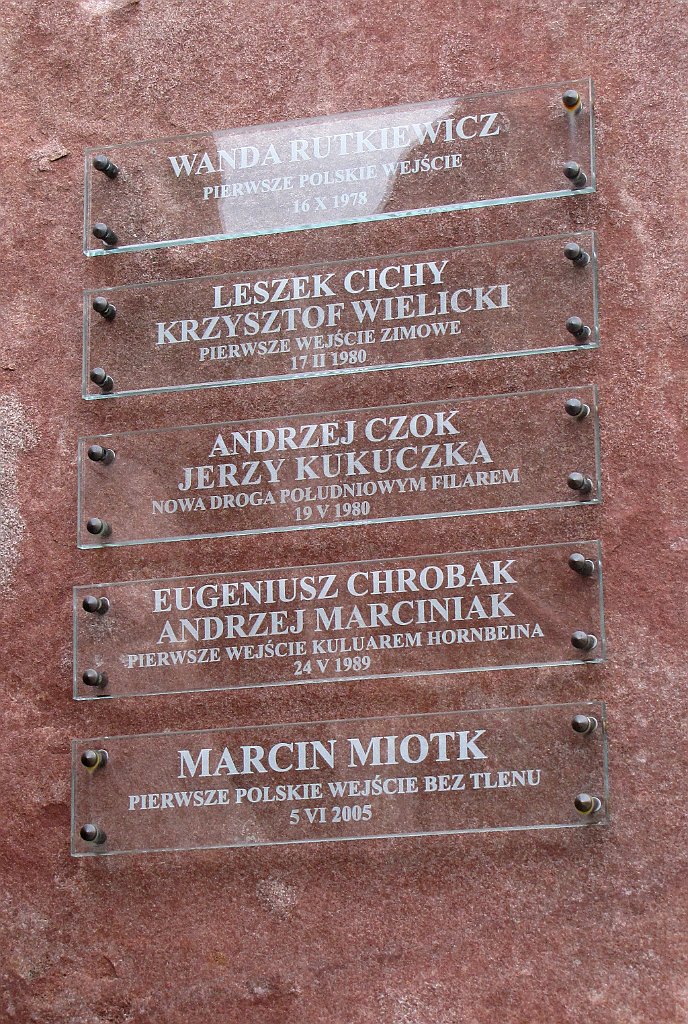 WANDA RUTKIEWICZ
PIERWSZE POLSKIE WEJŚCIE
16 X 1978
LESZEK CICHY
KRZYSZTOF WIELICKI
PIERWSZE WEJŚCIE ZIMOWE
17 II 1980
ANDRZEJ CZOK
JERZY KUKUCZKA
NOWA DROGA POŁUDNIOWYM FILAREM
19 V 1980
EUGENIUSZ CHROBAK
ANDRZEJ MARCINIAK
PIERWSZE WEJŚCIE KULUAREM HORNBEINA
24 V 1989
MARCIN MIOTK
PIERWSZE POLSKIE WEJŚCIE BEZ TLENU
5 VI 2005